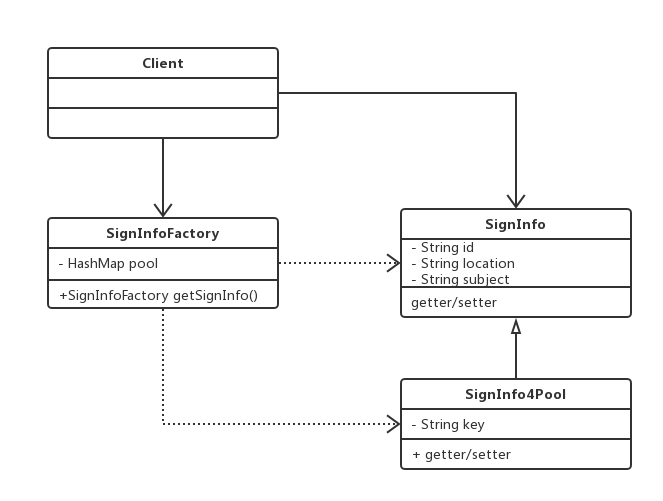 Client
SignInfoFactory
- HashMap pool
+SignInfoFactory getSignInfo()
SignInfo
- String id
- String location
- String subject
getter/setter
SignInfo4Pool
- String key
+ getter/setter